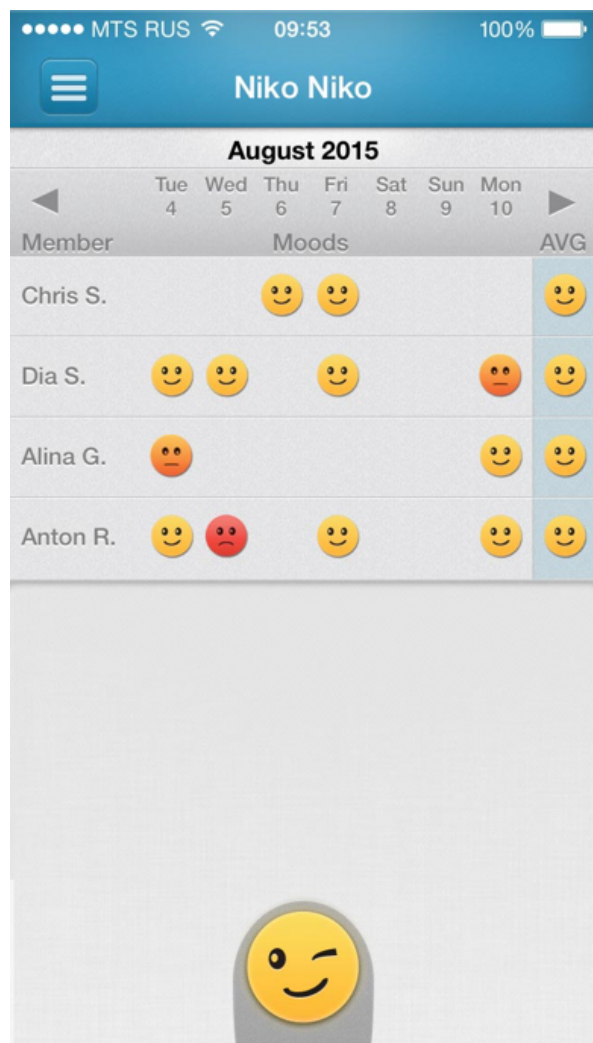 MTS RUS 09:53 100%
Niko Niko
August 2015
Tue Wed Thu Fri Sat Sun Mon
4 5 6 7 8 9 10
Member Moods AVG
Chris S.
Dia S.
Alina G.
Anton R.